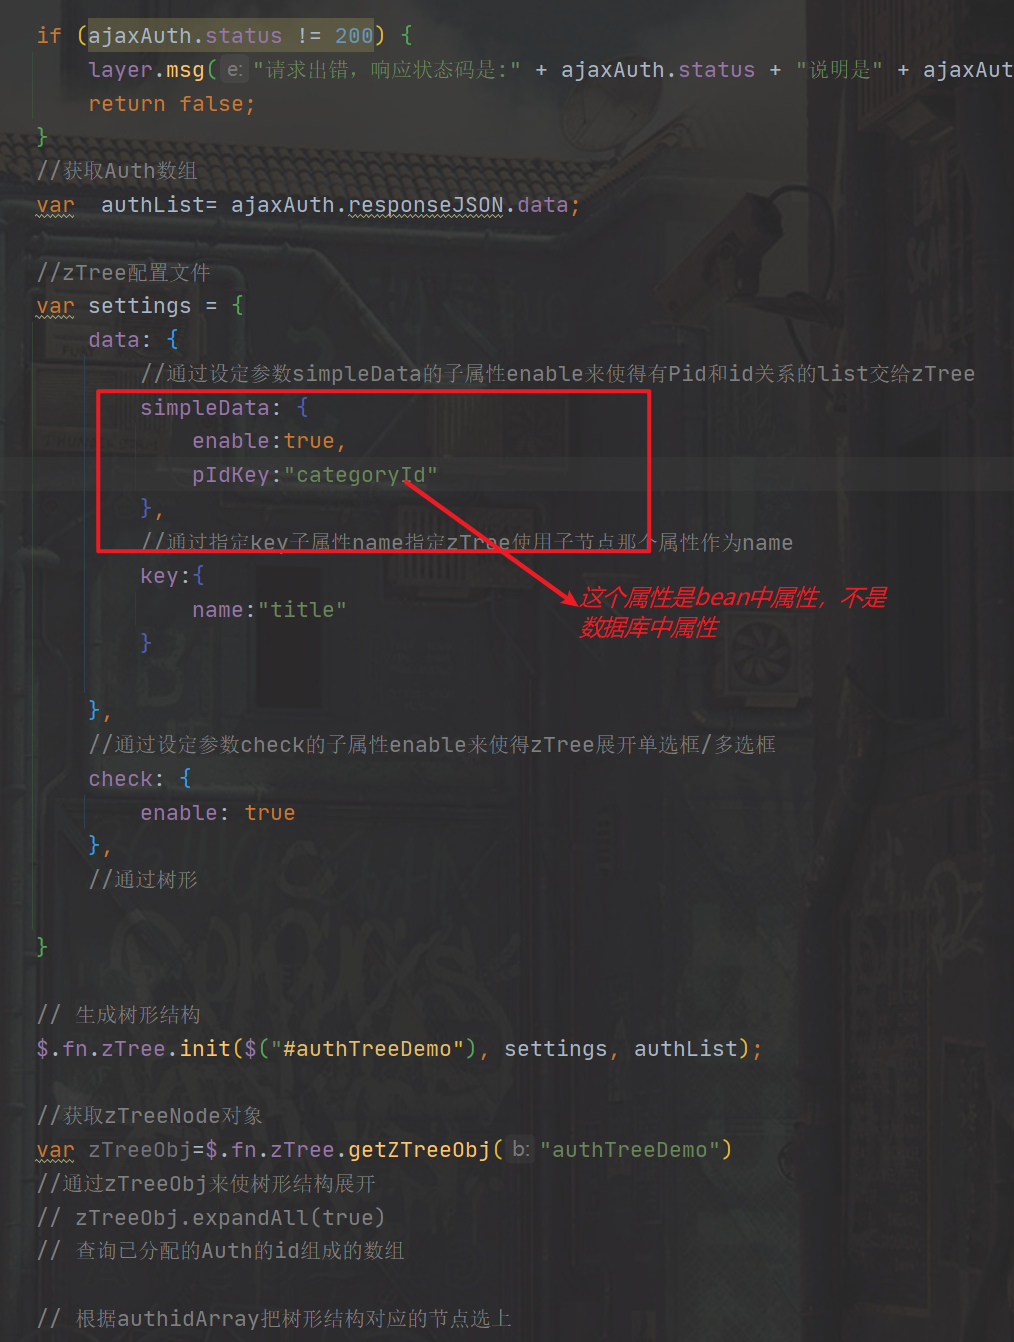 if (ajaxAuth.status != 200) {
layer.msg( e: "请求出错，响应状态码是:" + ajaxAuth.status + "说明是" + ajaxAut
return false;
}
//获取Auth数组
var  authList= ajaxAuth.responseJSON.data;
//zTree配置文件
var settings = {
data: {
//通过设定参数simpleData的子属性enable来使得有Pid和id关系的list交给zTree
simpleData: {
enable:true,
pIdKey:"categoryId"
},
//通过指定key子属性name指定zTree使用子节点那个属性作为name
key:{
这个属性是bean中属性，不是
name:"title"
数据库中属性
}
},
//通过设定参数check的子属性enable来使得zTree展开单选框/多选框
check: {
enable: true
},
//通过树形
}
// 生成树形结构
$.fn.zTree.init($("#authTreeDemo"), settings, authList);
//获取zTreeNode对象
var zTreeObj=$.fn.zTree.getZTreeObj( b: "authTreeDemo")
//通过zTreeObj来使树形结构展开
// zTreeObj.expandAll(true)
// 查询已分配的Auth的id组成的数组
// 根据authidArray把树形结构对应的节点选上